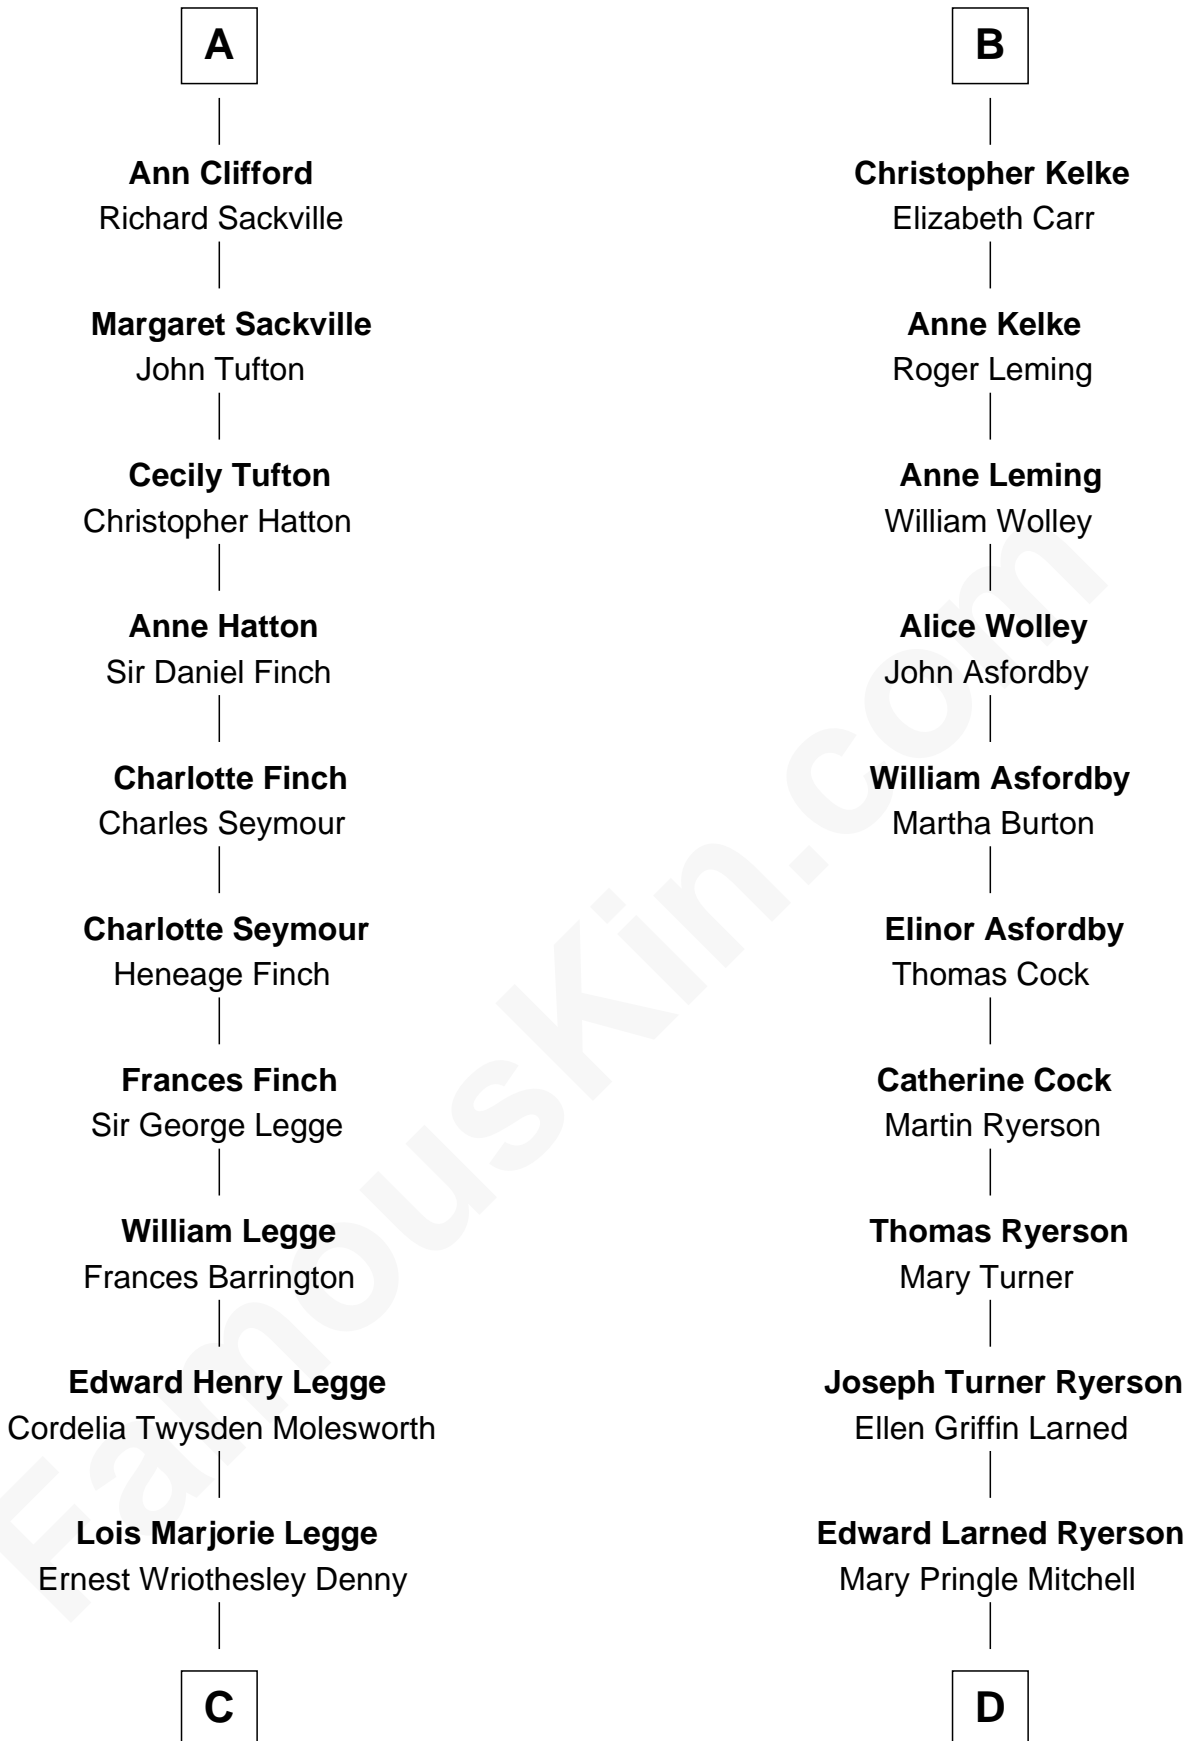 A
Ann Clifford
Richard Sackville
Margaret Sackville
John Tufton
Cecily Tufton
Christopher Hatton
Anne Hatton
Sir Daniel Finch
Charlotte Finch
Charles Seymour
Charlotte Seymour
Heneage Finch
Frances Finch
Sir George Legge
William Legge
Frances Barrington
Edward Henry Legge
Cordelia Twysden Molesworth
Lois Marjorie Legge
Ernest Wriothesley Denny
C
B
Christopher Kelke
Elizabeth Carr
Anne Kelke
Roger Leming
Anne Leming
William Wolley
Alice Wolley
John Asfordby
William Asfordby
Martha Burton
Elinor Asfordby
Thomas Cock
Catherine Cock
Martin Ryerson
Thomas Ryerson
Mary Turner
Joseph Turner Ryerson
Ellen Griffin Larned
Edward Larned Ryerson
Mary Pringle Mitchell
D
FamousKin.com